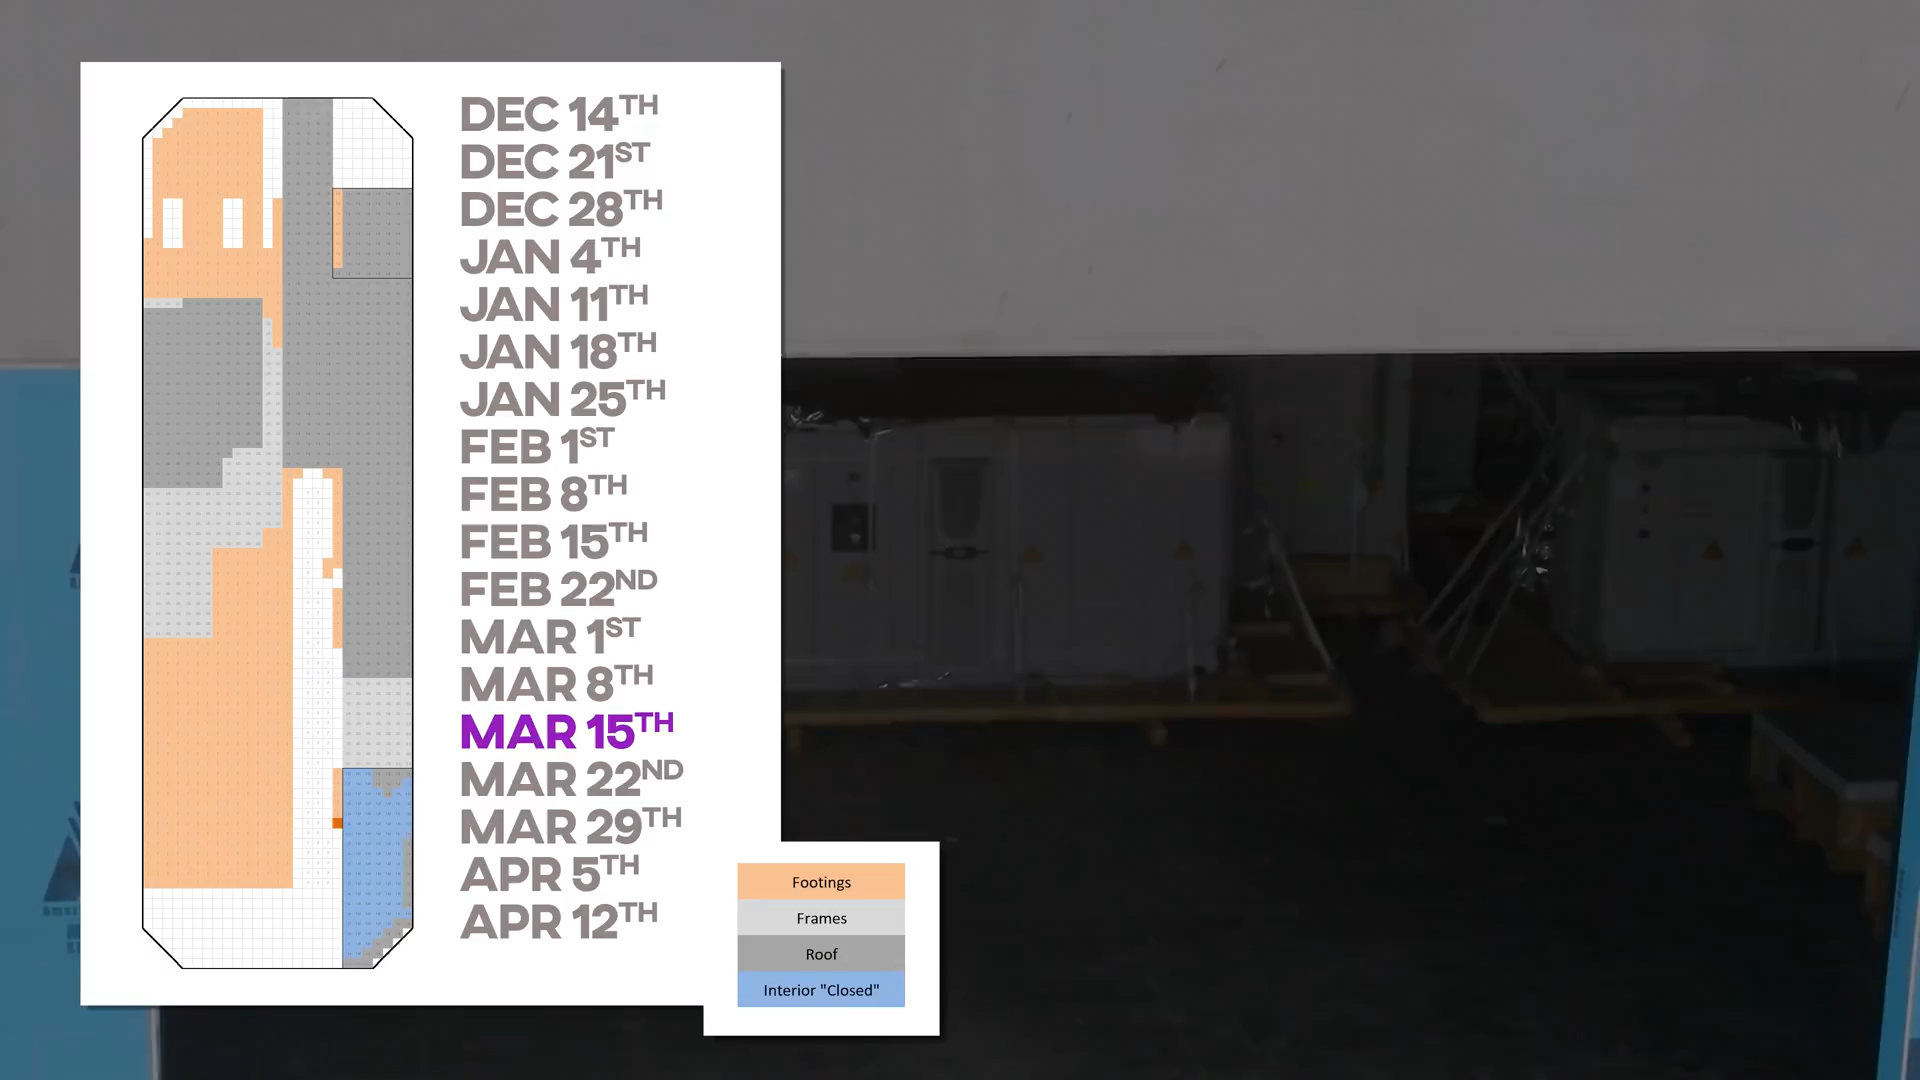 DEC 14TH
DEC 21ST
DEC 28TH
JAN 4TH
JAN 11TH
JAN 18TH
JAN 25TH
FEB 1ST
FEB 8TH
FEB 15TH
FEB 22ND
MAR 1ST
MAR 8TH
MAR 15TH
MAR 22ND
MAR 29TH
APR 5TH
APR 12TH
Footings
Frames
Roof
Interior "Closed"